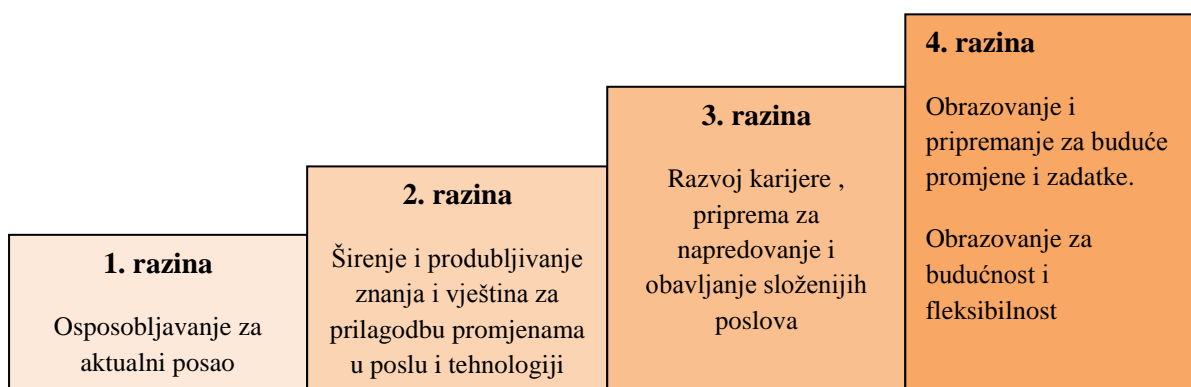 1. razina
Osposobljavanje za
aktualni posao
2. razina
Širenje i produbljivanje
znanja i vještina za
prilagodbu promjenama
u poslu i tehnologiji
3. razina
Razvoj karijere ,
priprema za
napredovanje i
obavljanje složenijih
poslova
4. razina
Obrazovanje i
pripremanje za buduće
promjene i zadatke.
Obrazovanje za
budućnost i
fleksibilnost